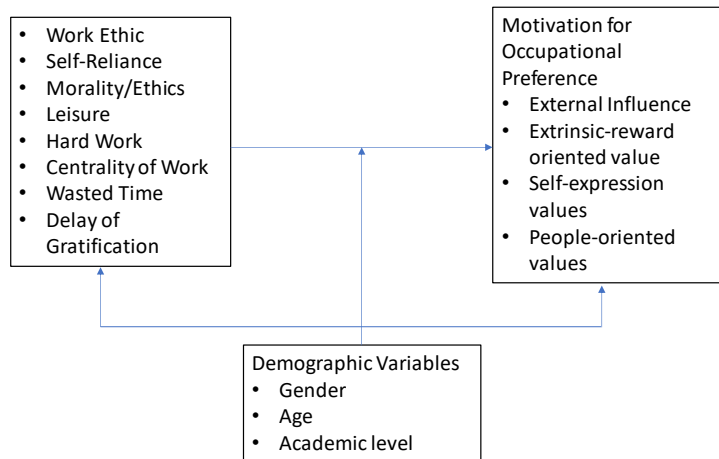 • Work Ethic
• Self-Reliance
• Morality/Ethics
• Leisure
• Hard Work
• Centrality of Work
• Wasted Time
• Delay of
Gratification
Motivation for
Occupational
Preference
• External Influence
• Extrinsic-reward
oriented value
• Self-expression
values
• People-oriented
values
Demographic Variables
• Gender
• Age
• Academic level